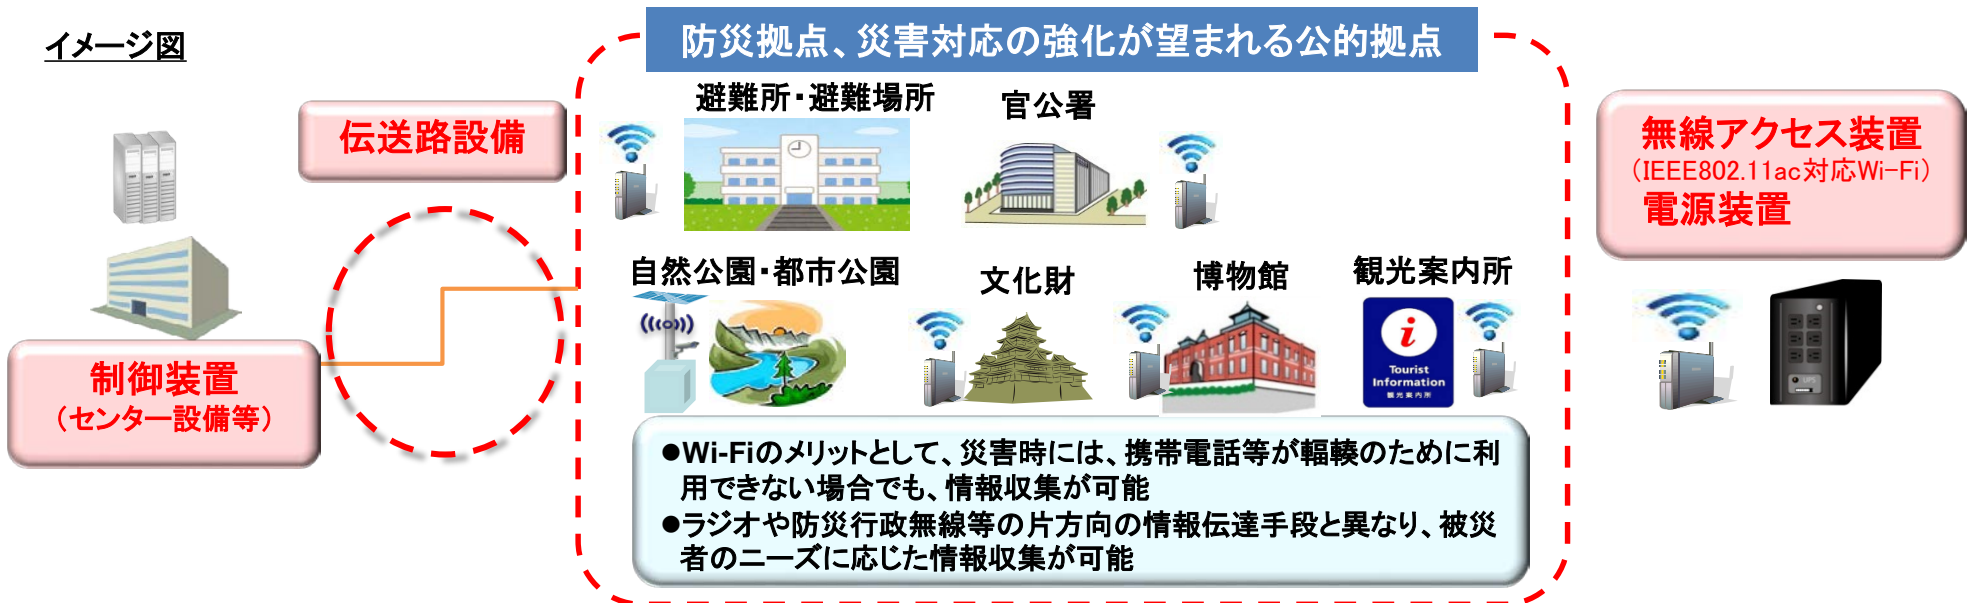 イメージ図
防災拠点、災害対応の強化が望まれる公的拠点
伝送路設備
避難所・避難場所
官公署
無線アクセス装置
（IEEE802.11ac対応Wi-Fi）
電源装置
自然公園・都市公園
文化財
博物館
観光案内所
i
Tourist
Information
観光案内所
UPS
制御装置
（センター設備等）
●Wi-Fiのメリットとして、災害時には、携帯電話等が輻輳のために利
用できない場合でも、情報収集が可能
●ラジオや防災行政無線等の片方向の情報伝達手段と異なり、被災
者のニーズに応じた情報収集が可能